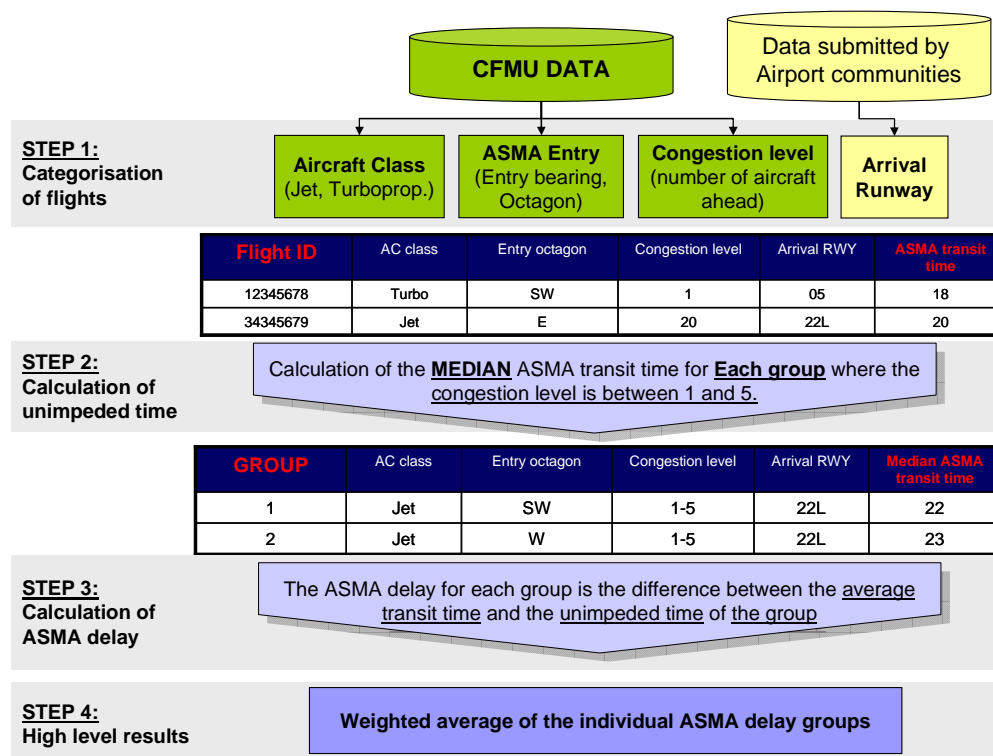 CFMU DATA
Data submitted by
Airport communities
STEP 1:
Categorisation
of flights
Aircraft Class
(Jet, Turboprop.)
ASMA Entry
(Entry bearing,
Octagon)
Congestion level
(number of aircraft
ahead)
Arrival
Runway
Flight ID AC class Entry octagon Congestion level Arrival RWY ASMA transit
time
12345678 Turbo SW 1 05 18
34345679 Jet E 20 22L 20
STEP 2:
Calculation of
unimpeded time
Calculation of the MEDIAN ASMA transit time for Each group where the
congestion level is between 1 and 5.
GROUP AC class Entry octagon Congestion level Arrival RWY Median ASMA
transit time
1 Jet SW 1-5 22L 22
2 Jet W 1-5 22L 23
STEP 3:
Calculation of
ASMA delay
The ASMA delay for each group is the difference between the average
transit time and the unimpeded time of the group
STEP 4:
High level results
Weighted average of the individual ASMA delay groups